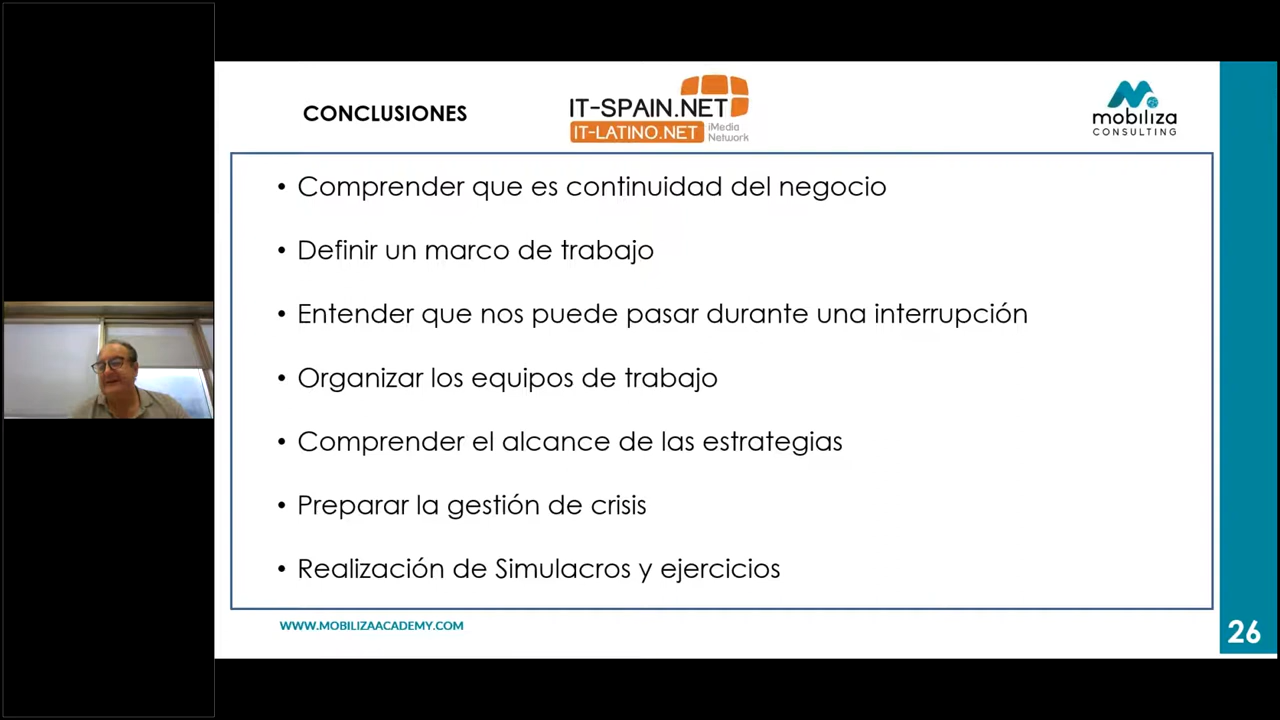 CONCLUSIONES
IT-SPAIN.NET
IT-LATINO.NET
iMedia
Network
mobiliza
CONSULTING
• Comprender que es continuidad del negocio
• Definir un marco de trabajo
• Entender que nos puede pasar durante una interrupción
• Organizar los equipos de trabajo
• Comprender el alcance de las estrategias
• Preparar la gestión de crisis
• Realización de Simulacros y ejercicios
WWW.MOBILIZAACADEMY.COM
26